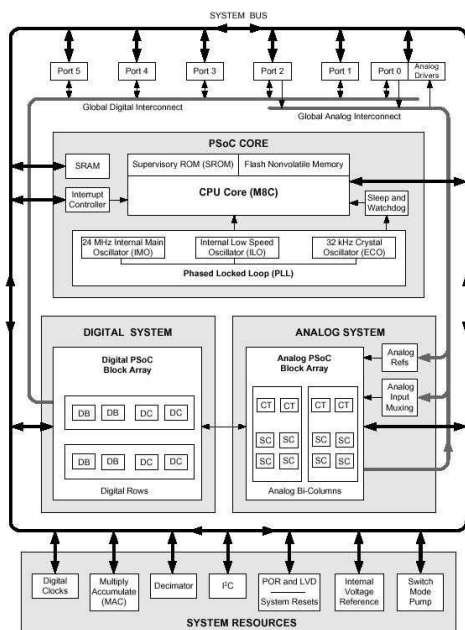 SYSTEM BUS
Port 5
Port 4
Port 3
Port 2
Port 1
Port 0
Analog
Drivers
Global Digital Interconnect
Global Analog Interconnect
PSoC CORE
SRAM
Supervisory ROM (SROM)
Flash Nonvolatile Memory
CPU Core (M8C)
Interrupt
Controller
Sleep and
Watchdog
24 MHz Internal Main
Oscillator (IMO)
Internal Low Speed
Oscillator (ILO)
32 kHz Crystal
Oscillator (ECO)
Phased Locked Loop (PLL)
DIGITAL SYSTEM
Digital PSoC
Block Array
DB DB DC DC
DB DB DC DC
Digital Rows
ANALOG SYSTEM
Analog PSoC
Block Array
CT CT CT CT
SC SC SC SC
SC SC SC SC
Analog Bi-Columns
Analog
Refs
Analog
Input
Muxing
Digital
Clocks
Multiply
Accumulate
(MAC)
Decimator
I²C
POR and LVD
System Resets
Internal
Voltage
Reference
Switch
Mode
Pump
SYSTEM RESOURCES